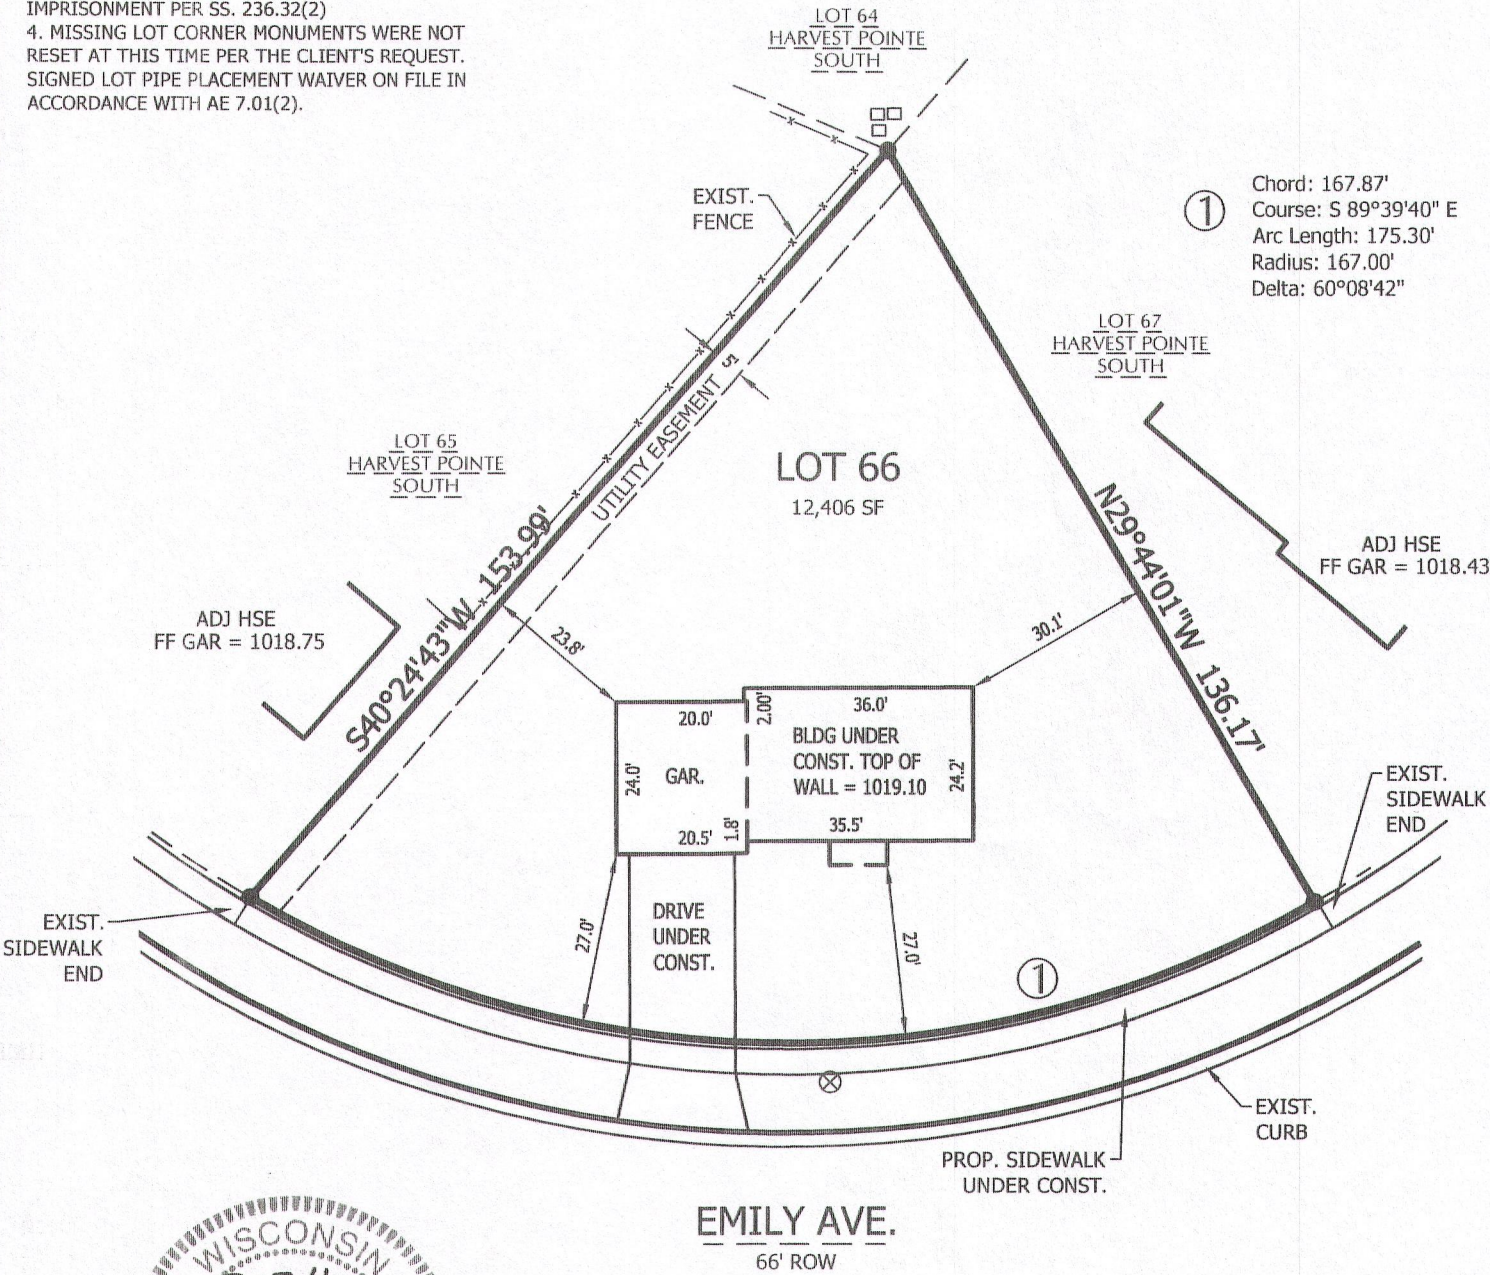 IMPRISONMENT PER SS. 236.32(2)
4. MISSING LOT CORNER MONUMENTS WERE NOT
RESET AT THIS TIME PER THE CLIENT'S REQUEST.
SIGNED LOT PIPE PLACEMENT WAIVER ON FILE IN
ACCORDANCE WITH AE 7.01(2).
LOT 64
HARVEST POINTE
SOUTH
EXIST.
FENCE
1
Chord: 167.87'
Course: S 89°39'40" E
Arc Length: 175.30'
Radius: 167.00'
Delta: 60°08'42"
LOT 67
HARVEST POINTE
SOUTH
5'
UTILITY EASEMENT
LOT 65
HARVEST POINTE
SOUTH
LOT 66
12,406 SF
S40°24'43"W 153.99'
N29°44'01"W 136.17'
ADJ HSE
FF GAR = 1018.43
ADJ HSE
FF GAR = 1018.75
23.8'
30.1'
20.0'
2.00'
36.0'
BLDG UNDER
CONST. TOP OF
WALL = 1019.10
24.0'
GAR.
24.2'
20.5'
1.8'
35.5'
EXIST.
SIDEWALK
END
EXIST.
SIDEWALK
END
27.0'
DRIVE
UNDER
CONST.
27.0'
1
EXIST.
CURB
PROP. SIDEWALK
UNDER CONST.
EMILY AVE.
66' ROW
WISCONSIN